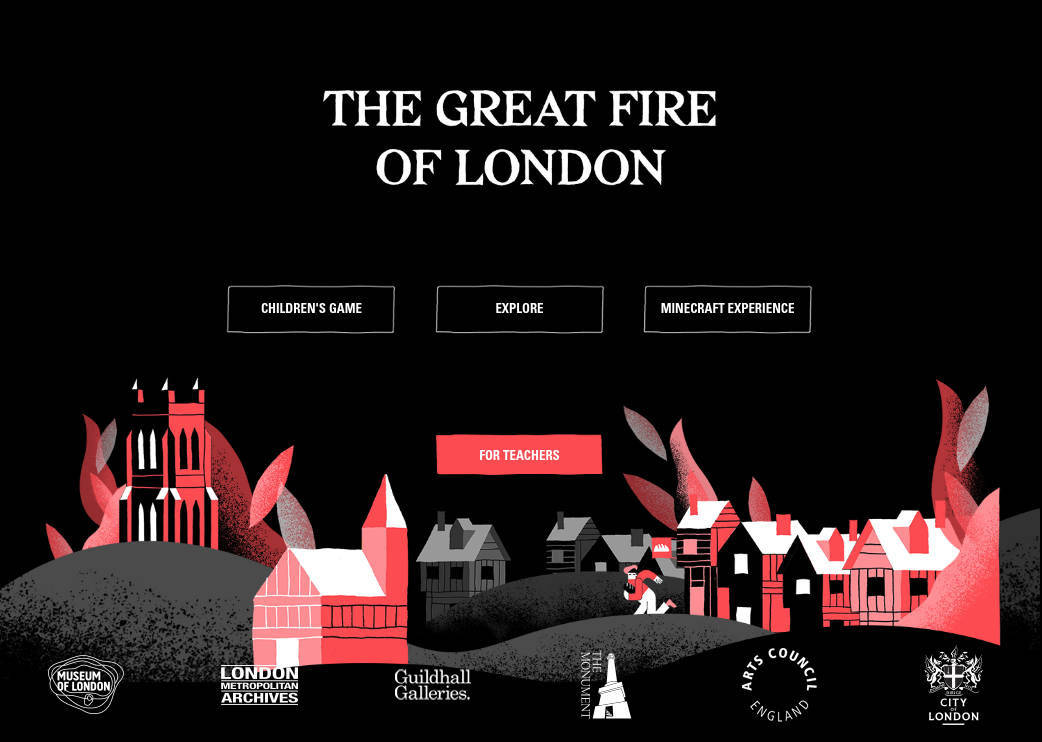 THE GREAT FIRE
OF LONDON
CHILDREN'S GAME
EXPLORE
MINECRAFT EXPERIENCE
FOR TEACHERS
MUSEUM
OF LONDON
LONDON
METROPOLITAN
ARCHIVES
Guildhall
Galleries.
THE
MONUMENT
ARTS COUNCIL
ENGLAND
CITY
OF
LONDON